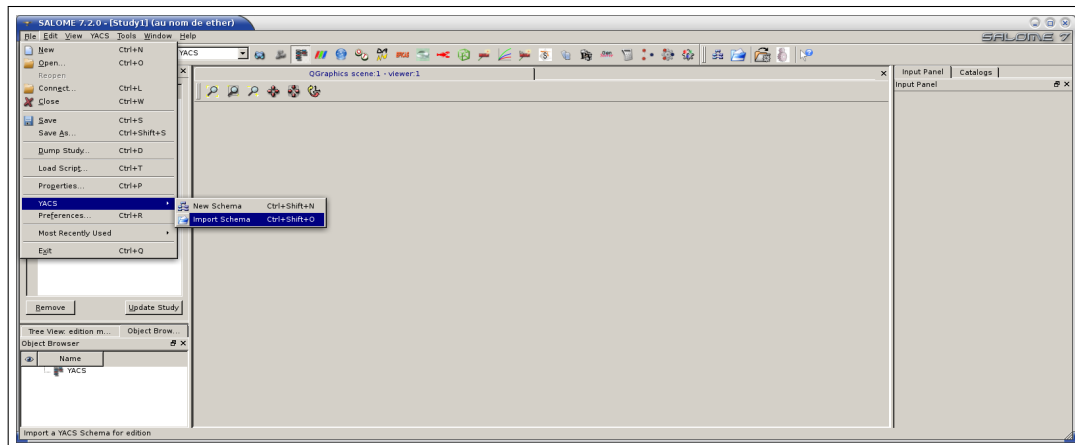 SALOME 7.2.0 - [Study1] (au nom de ether)
File Edit View YACS Tools Window Help
SALOME 7
New Ctrl+N
Open... Ctrl+O
Reopen
Connect... Ctrl+L
Close Ctrl+W
Save Ctrl+S
Save As... Ctrl+Shift+S
Dump Study... Ctrl+D
Load Script... Ctrl+T
Properties... Ctrl+P
YACS
Preferences... Ctrl+R
Most Recently Used
Exit Ctrl+Q
New Schema Ctrl+Shift+N
Import Schema Ctrl+Shift+O
YACS
QGraphics scene:1 - viewer:1
Input Panel Catalogs
Input Panel
Remove Update Study
Tree View: edition m... Object Brow...
Object Browser
Name
YACS
Import a YACS Schema for edition